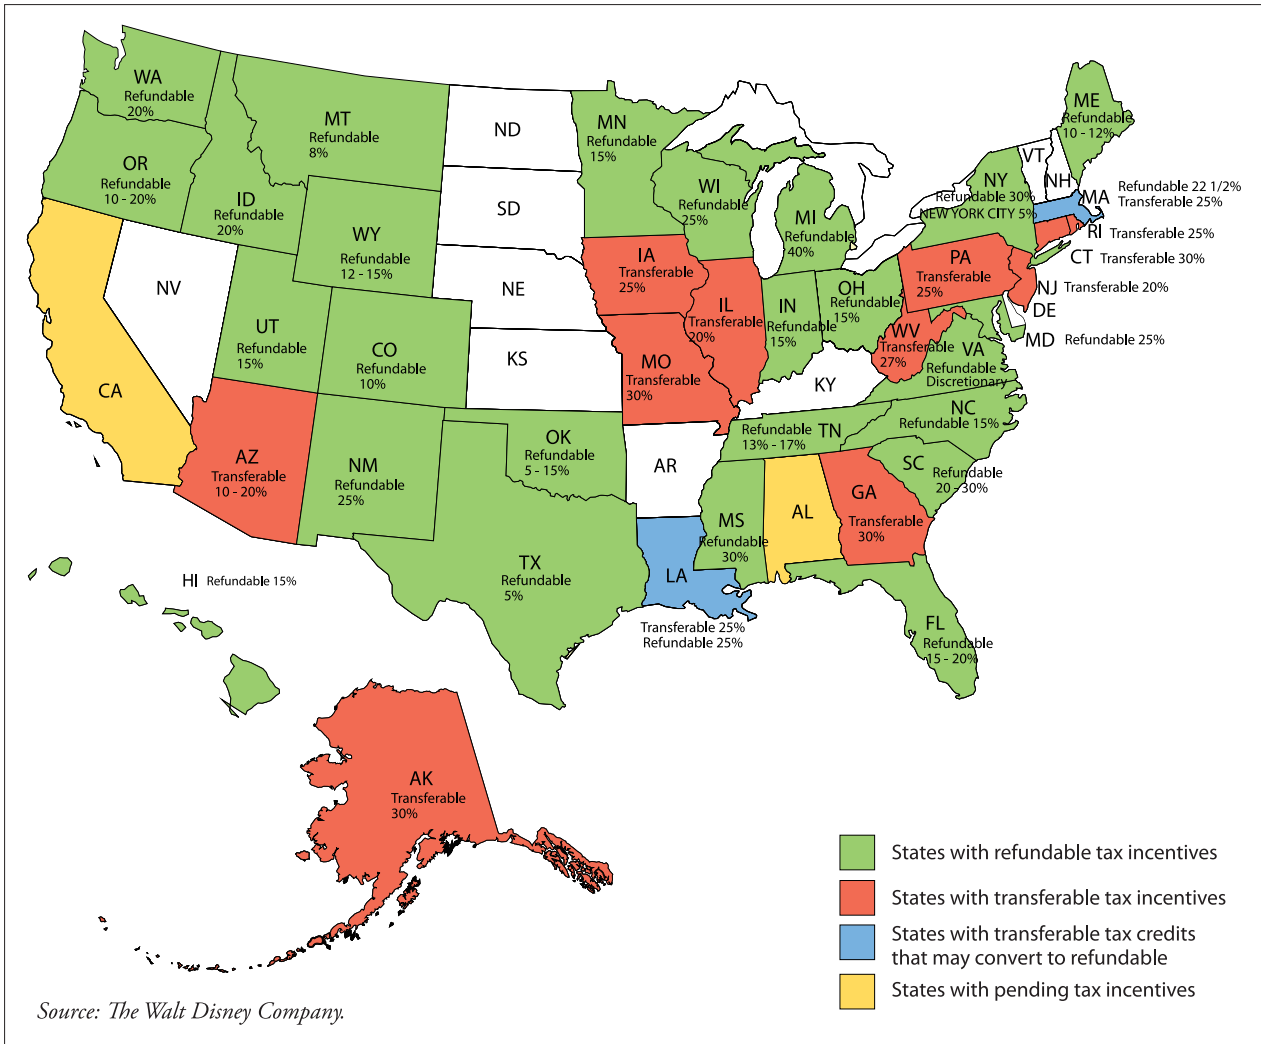 WA
Refundable
20%
MT
Refundable
8%
ND
MN
Refundable
15%
ME
Refundable
10 - 12%
OR
Refundable
10 - 20%
ID
Refundable
20%
SD
WI
Refundable
25%
MI
Refundable
40%
NY
Refundable 30%
NEW YORK CITY 5%
VT
NH
MA
Refundable 22 1/2%
Transferable 25%
RI Transferable 25%
CT Transferable 30%
WY
Refundable
12 - 15%
NV
NE
IA
Transferable
25%
PA
Transferable
25%
NJ Transferable 20%
DE
MD Refundable 25%
UT
Refundable
15%
CO
Refundable
10%
KS
MO
Transferable
30%
IL
Transferable
20%
IN
Refundable
15%
OH
Refundable
15%
WV
Transferable
27%
VA
Refundable
Discretionary
KY
CA
AZ
Transferable
10 - 20%
NM
Refundable
25%
OK
Refundable
5 - 15%
AR
Refundable TN
13% - 17%
NC
Refundable 15%
SC
Refundable
20 - 30%
MS
Refundable
30%
AL
GA
Transferable
30%
TX
Refundable
5%
LA
Transferable 25%
Refundable 25%
FL
Refundable
15 - 20%
HI Refundable 15%
AK
Transferable
30%
States with refundable tax incentives
States with transferable tax incentives
States with transferable tax credits
that may convert to refundable
States with pending tax incentives
Source: The Walt Disney Company.